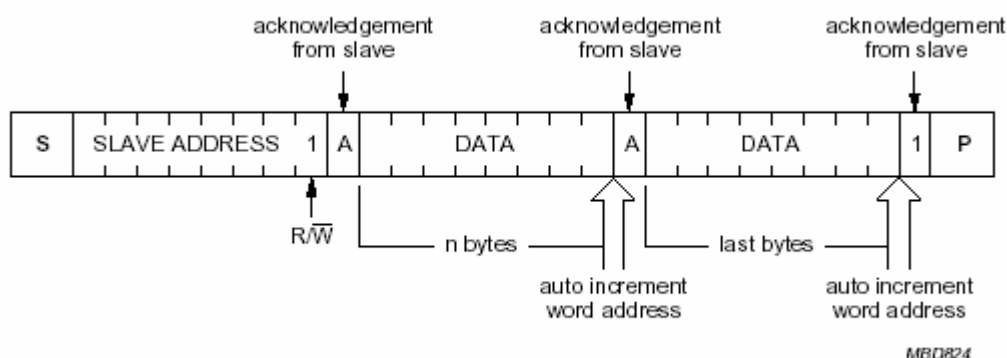 acknowledgement acknowledgement acknowledgement
from slave from slave from slave
S SLAVE ADDRESS 1 A DATA A DATA 1 P
R/W̅
n bytes last bytes
auto increment auto increment
word address word address
MBD824